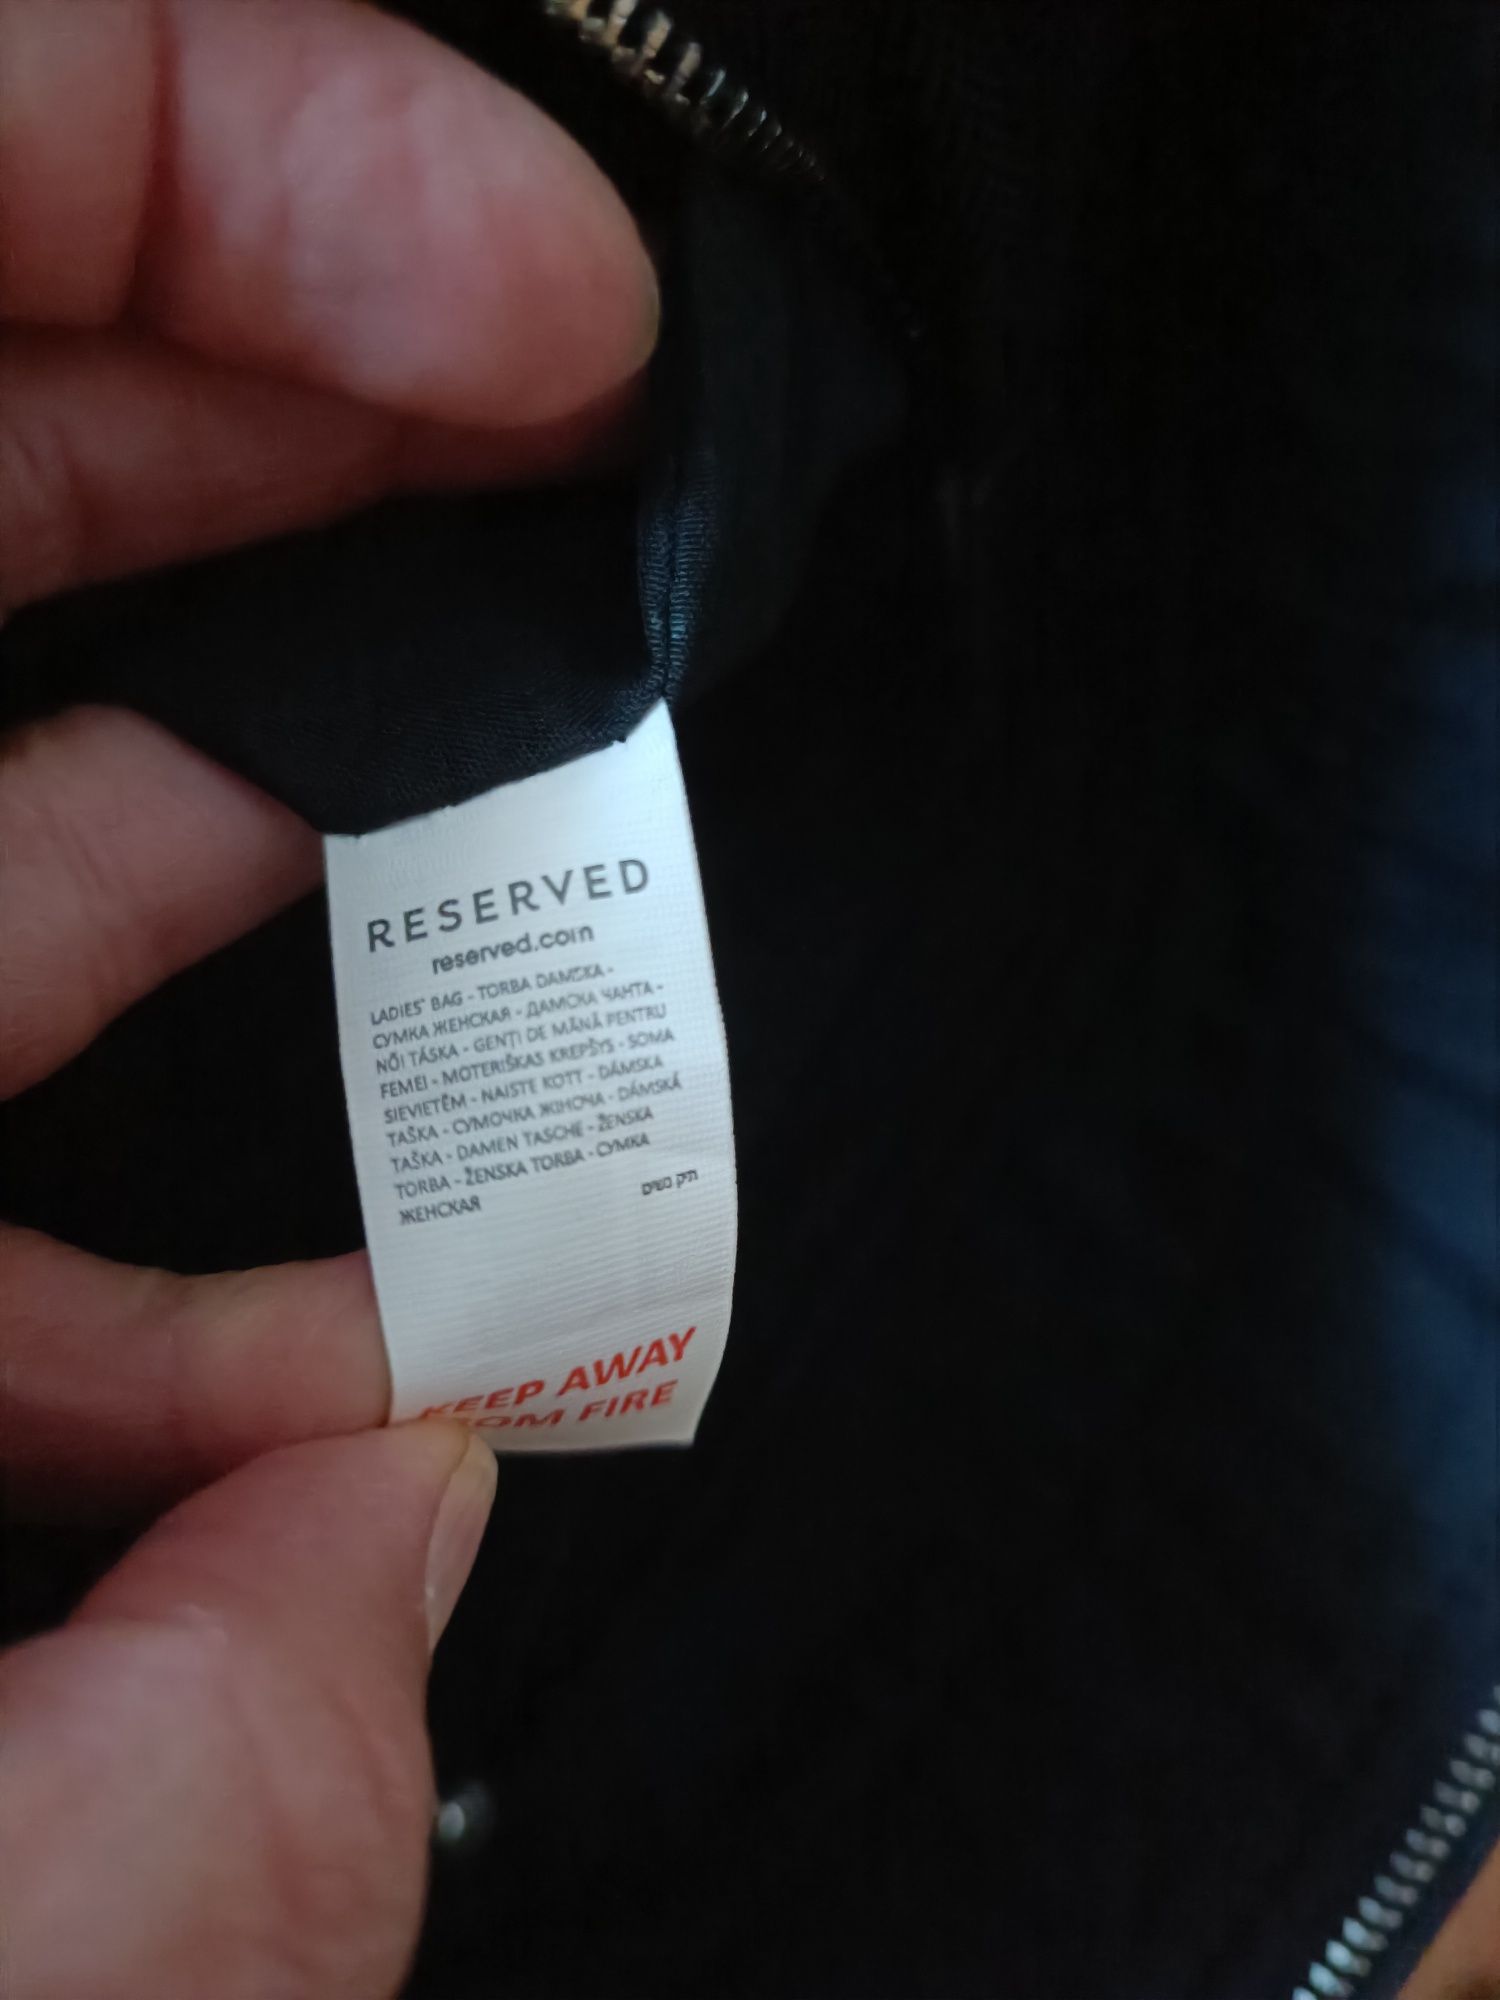 RESERVED
reserved.com
LADIES' BAG - TORBA DAMSKA -
СУМКА ЖЕНСКАЯ - ДАМСКА ЧАНТА -
NŐI TÁSKA - GENȚI DE MÂNĂ PENTRU
FEMEI - MOTERIŠKAS KREPŠYS - SOMA
SIEVIETĒM - NAISTE KOTT - DÁMSKA
TAŠKA - СУМОЧКА ЖІНОЧА - DÁMSKÁ
TAŠKA - DAMEN TASCHE - ŽENSKA
TORBA - ŽENSKA TORBA - СУМКА
ЖЕНСКАЯ
תיק נשים
KEEP AWAY
FROM FIRE